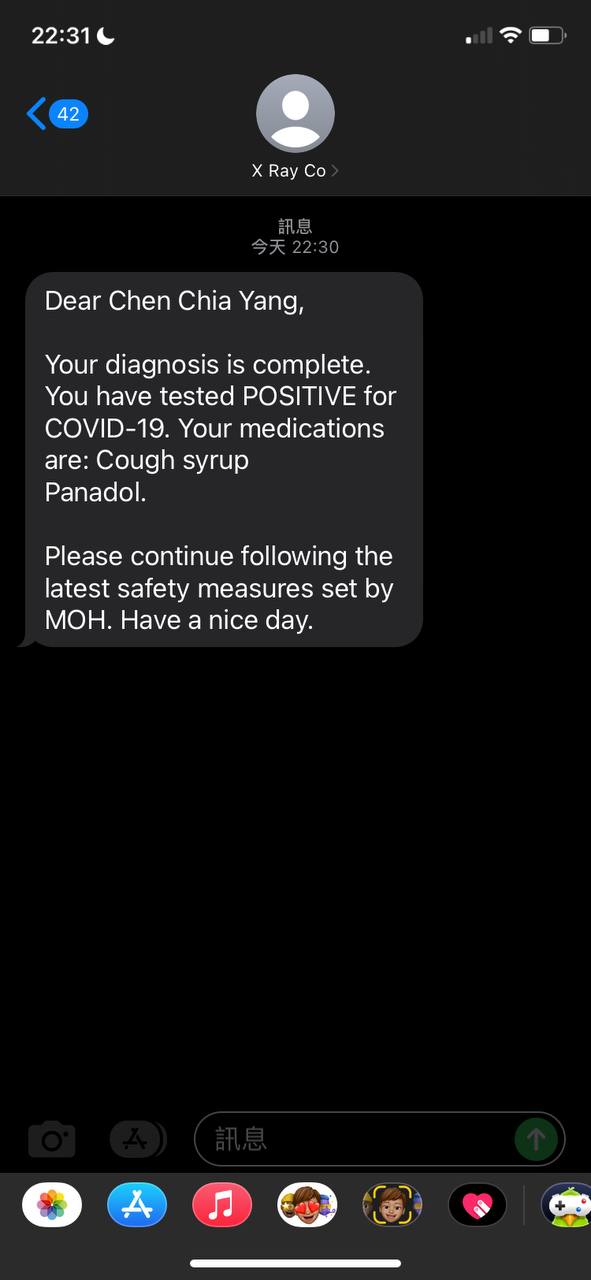 22:31
42
X Ray Co
訊息
今天 22:30
Dear Chen Chia Yang,
Your diagnosis is complete.
You have tested POSITIVE for
COVID-19. Your medications
are: Cough syrup
Panadol.
Please continue following the
latest safety measures set by
MOH. Have a nice day.
訊息